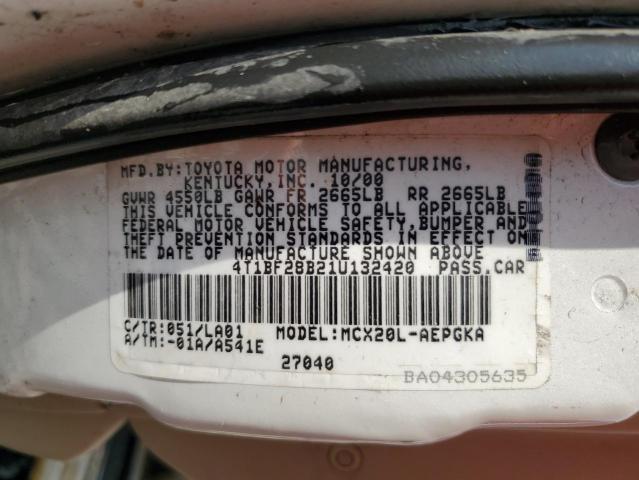 MFD.BY:TOYOTA MOTOR MANUFACTURING,
KENTUCKY,INC. 10/00
GVWR 4550LB GAWR FR 2665LB RR 2665LB
THIS VEHICLE CONFORMS TO ALL APPLICABLE
FEDERAL MOTOR VEHICLE SAFETY,BUMPER,AND
THEFT PREVENTION STANDARDS IN EFFECT ON
THE DATE OF MANUFACTURE SHOWN ABOVE
4T1BF28B21U132420 PASS.CAR
C/TR:051/LA01 MODEL:MCX20L-AEPGKA
A/TM:-01A/A541E
27040
BA04305635